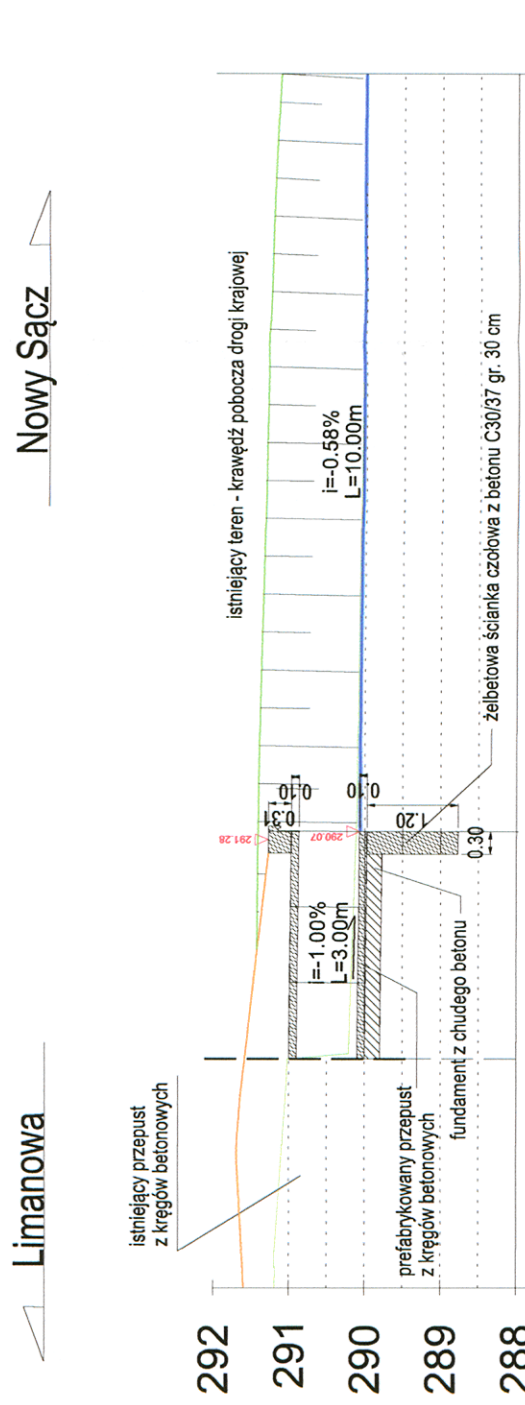 Limanowa
Nowy Sącz
istniejący przepust
z kręgów betonowych
istniejący teren - krawędź pobocza drogi krajowej
292
291
290
289
288
291.28
0.31
0.10
290.07
0.10
1.20
0.30
i=-1.00%
L=3.00m
i=-0.58%
L=10.00m
prefabrykowany przepust
z kręgów betonowych
fundament z chudego betonu
żelbetowa ścianka czołowa z betonu C30/37 gr. 30 cm